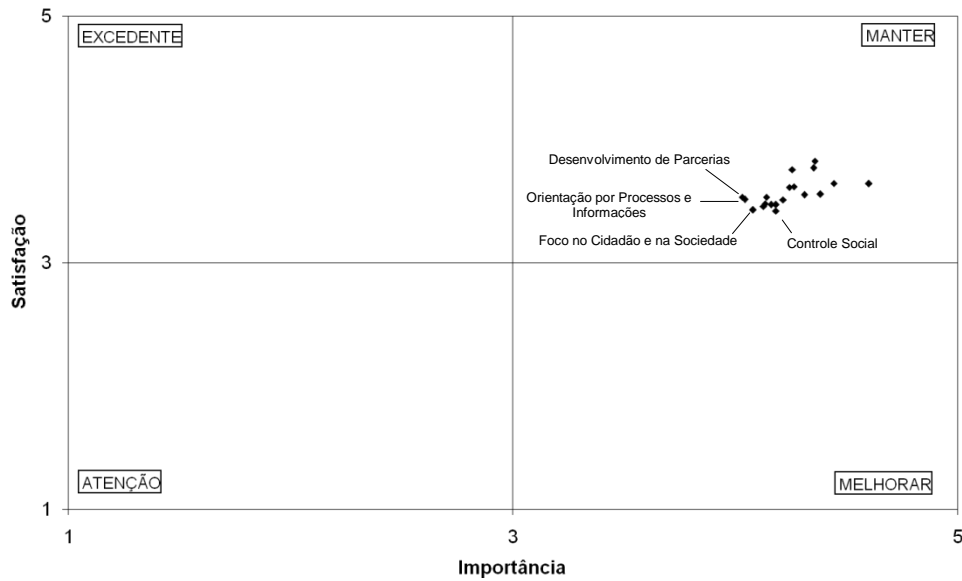 5
EXCEDENTE
MANTER
Desenvolvimento de Parcerias
Orientação por Processos e
Informações
Foco no Cidadão e na Sociedade
Controle Social
Satisfação
3
ATENÇÃO
MELHORAR
1
1
3
5
Importância